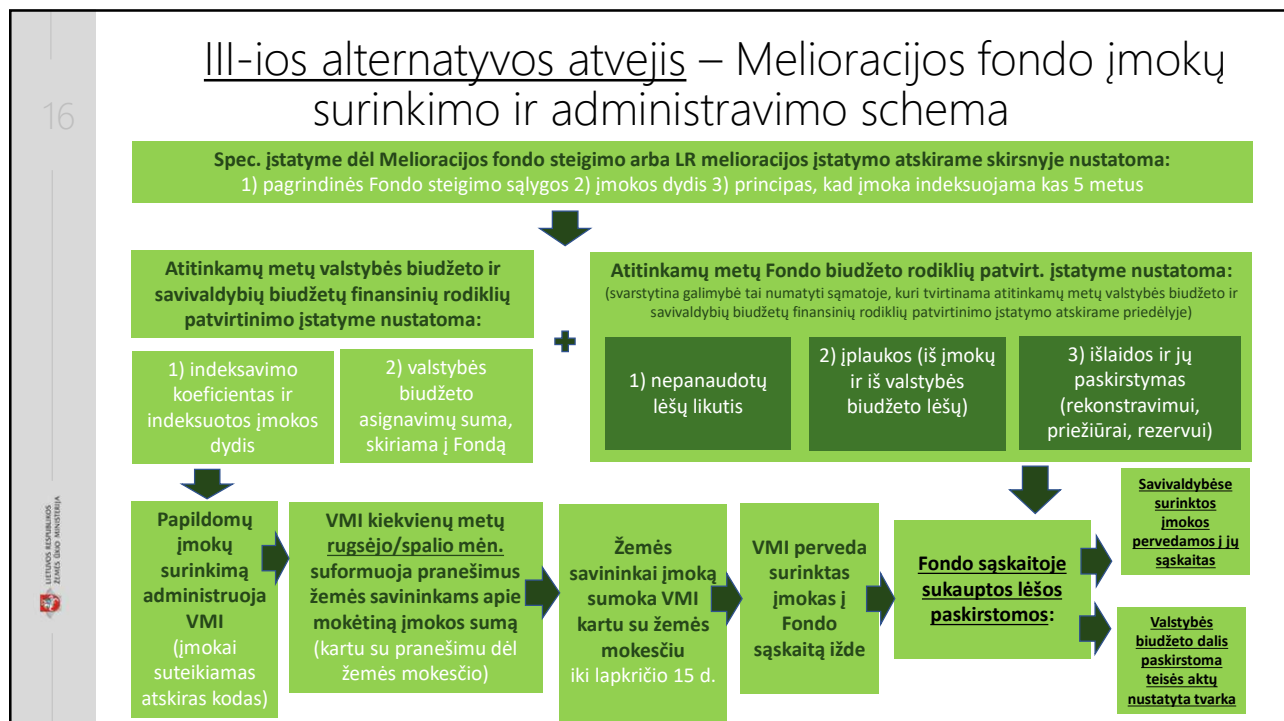 III-ios alternatyvos atvejis – Melioracijos fondo įmokų
surinkimo ir administravimo schema
16
Spec. įstatyme dėl Melioracijos fondo steigimo arba LR melioracijos įstatymo atskirame skirsnyje nustatoma:
1) pagrindinės Fondo steigimo sąlygos 2) įmokos dydis 3) principas, kad įmoka indeksuojama kas 5 metus
Atitinkamų metų valstybės biudžeto ir
savivaldybių biudžetų finansinių rodiklių
patvirtinimo įstatyme nustatoma:
1) indeksavimo
koeficientas ir
indeksuotos įmokos
dydis
2) valstybės
biudžeto
asignavimų suma,
skiriama į Fondą
Atitinkamų metų Fondo biudžeto rodiklių patvirt. įstatyme nustatoma:
(svarstytina galimybė tai numatyti sąmatoje, kuri tvirtinama atitinkamų metų valstybės biudžeto ir
savivaldybių biudžetų finansinių rodiklių patvirtinimo įstatymo atskirame priedėlyje)
1) nepanaudotų
lėšų likutis
2) įplaukos (iš įmokų
ir iš valstybės
biudžeto lėšų)
3) išlaidos ir jų
paskirstymas
(rekonstravimui,
priežiūrai, rezervui)
Papildomų
įmokų
surinkimą
administruoja
VMI
(įmokai
suteikiamas
atskiras kodas)
VMI kiekvienų metų
rugsėjo/spalio mėn.
suformuoja pranešimus
žemės savininkams apie
mokėtiną įmokos sumą
(kartu su pranešimu dėl
žemės mokesčio)
Žemės
savininkai įmoką
sumoka VMI
kartu su žemės
mokesčiu
iki lapkričio 15 d.
VMI perveda
surinktas
įmokas į
Fondo
sąskaitą ižde
Fondo sąskaitoje
sukauptos lėšos
paskirstomos:
Savivaldybėse
surinktos
įmokos
pervedamos į jų
sąskaitas
Valstybės
biudžeto dalis
paskirstoma
teisės aktų
nustatyta tvarka
LIETUVOS RESPUBLIKOS
ŽEMĖS ŪKIO MINISTERIJA